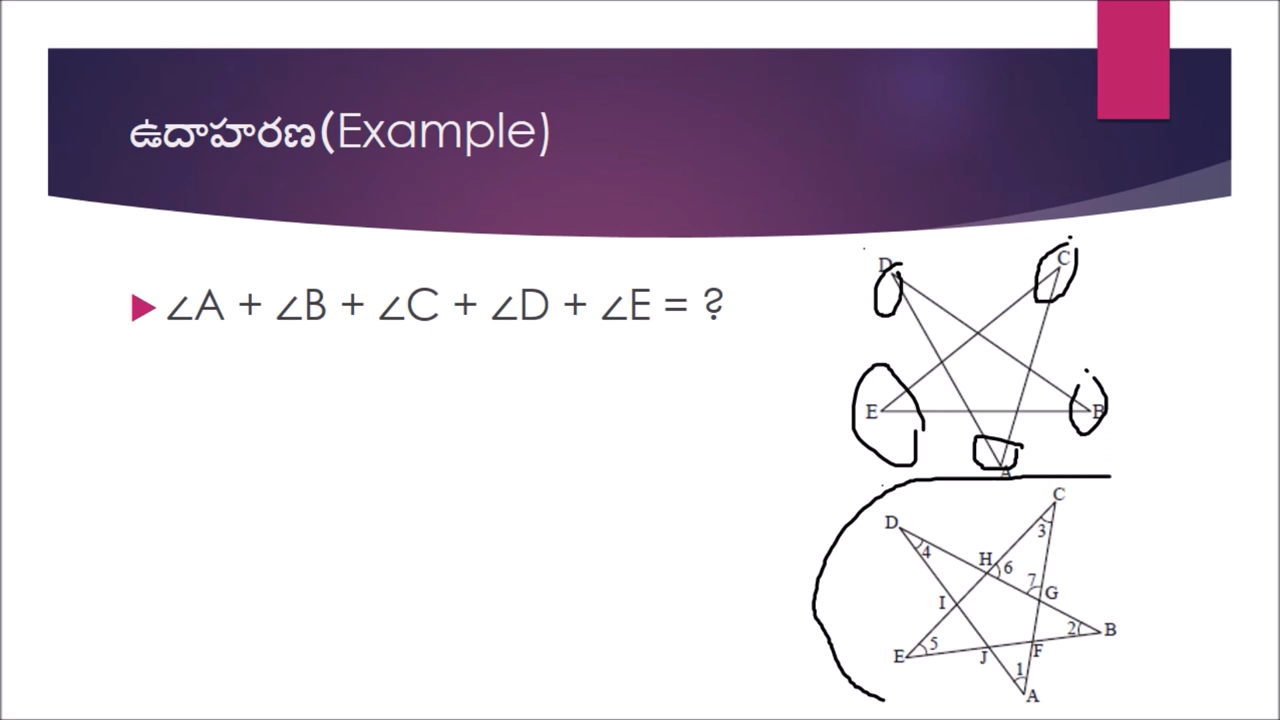 ఉదాహరణ(Example)
∠A + ∠B + ∠C + ∠D + ∠E = ?
D
C
E
B
A
C
D
3
4
H
6
7
G
I
2
B
5
E
J
F
1
A